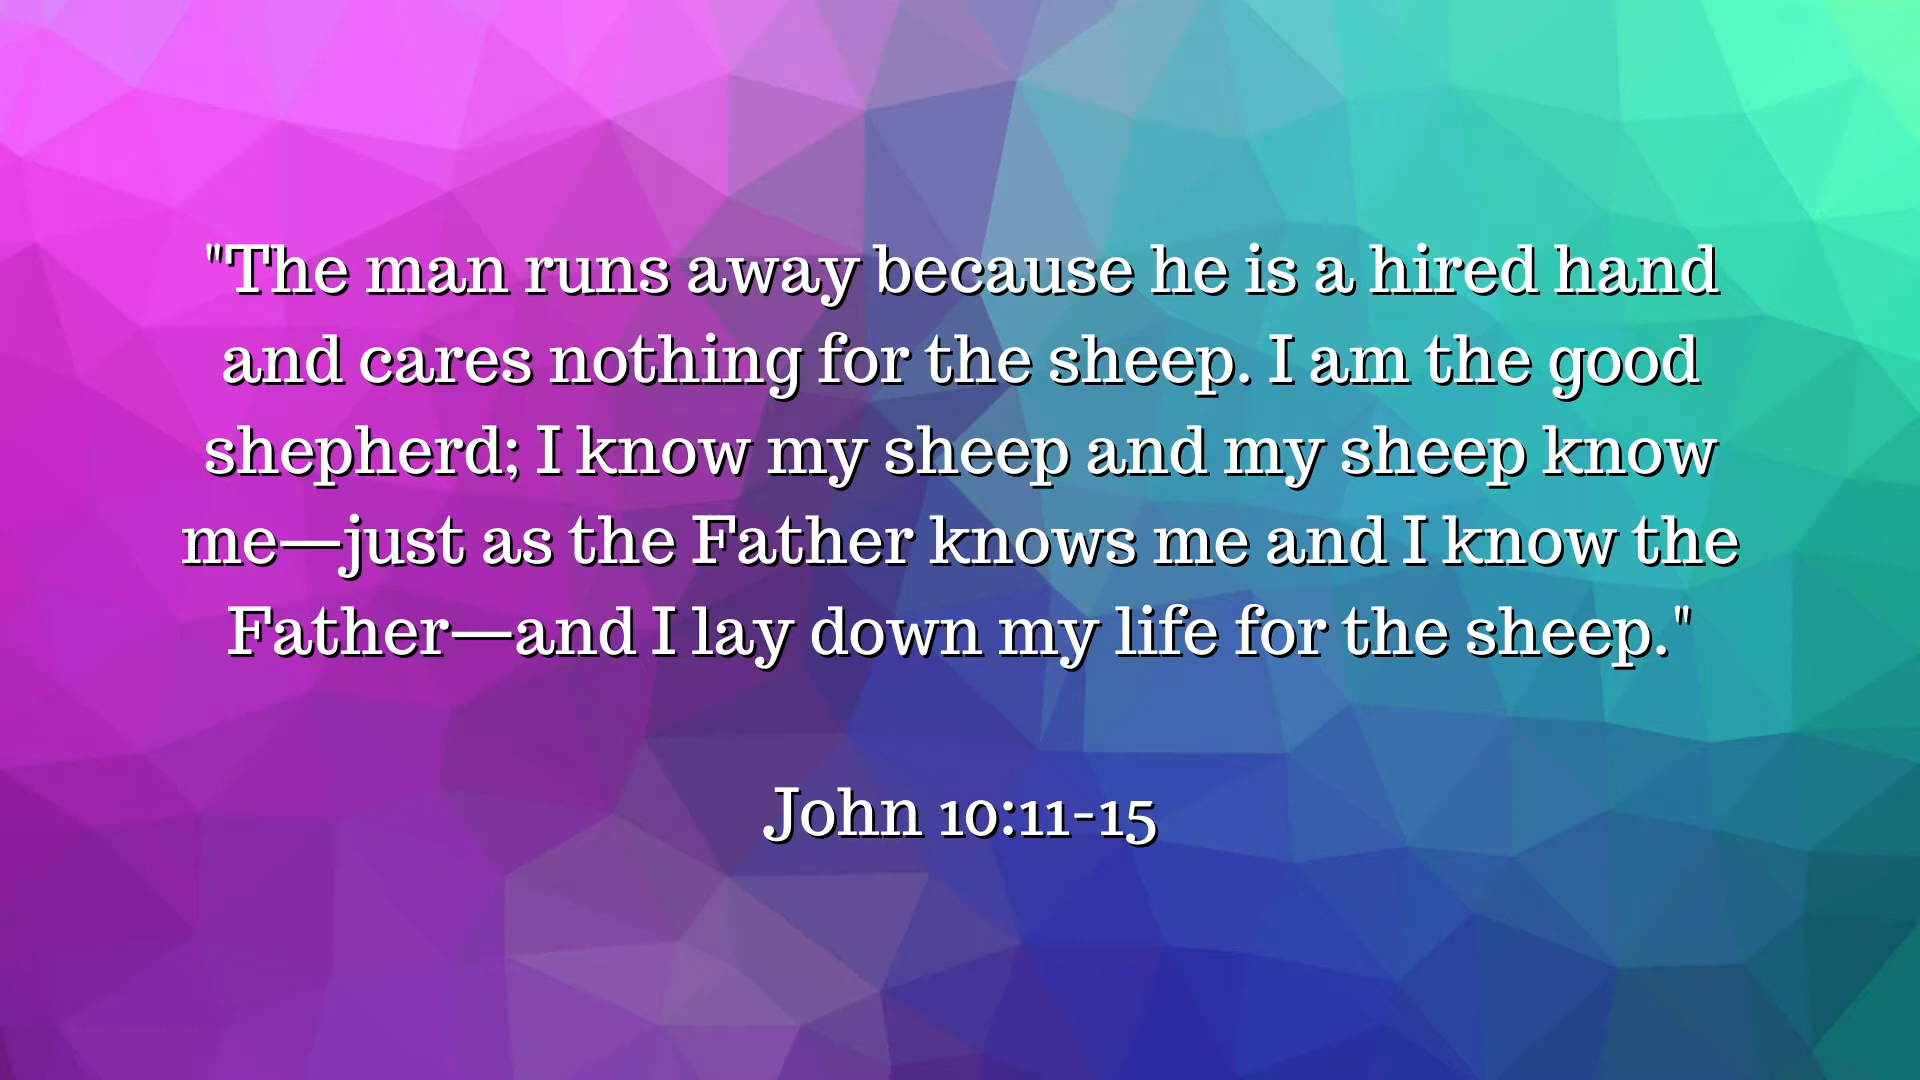 "The man runs away because he is a hired hand
and cares nothing for the sheep. I am the good
shepherd; I know my sheep and my sheep know
me—just as the Father knows me and I know the
Father—and I lay down my life for the sheep."
John 10:11-15